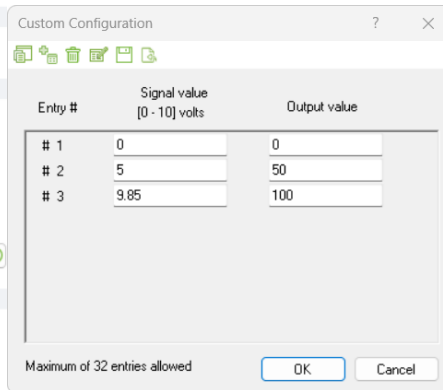 Custom Configuration ?
Entry # Signal value Output value
[0 - 10] volts
# 1 0 0
# 2 5 50
# 3 9.85 100
Maximum of 32 entries allowed OK Cancel